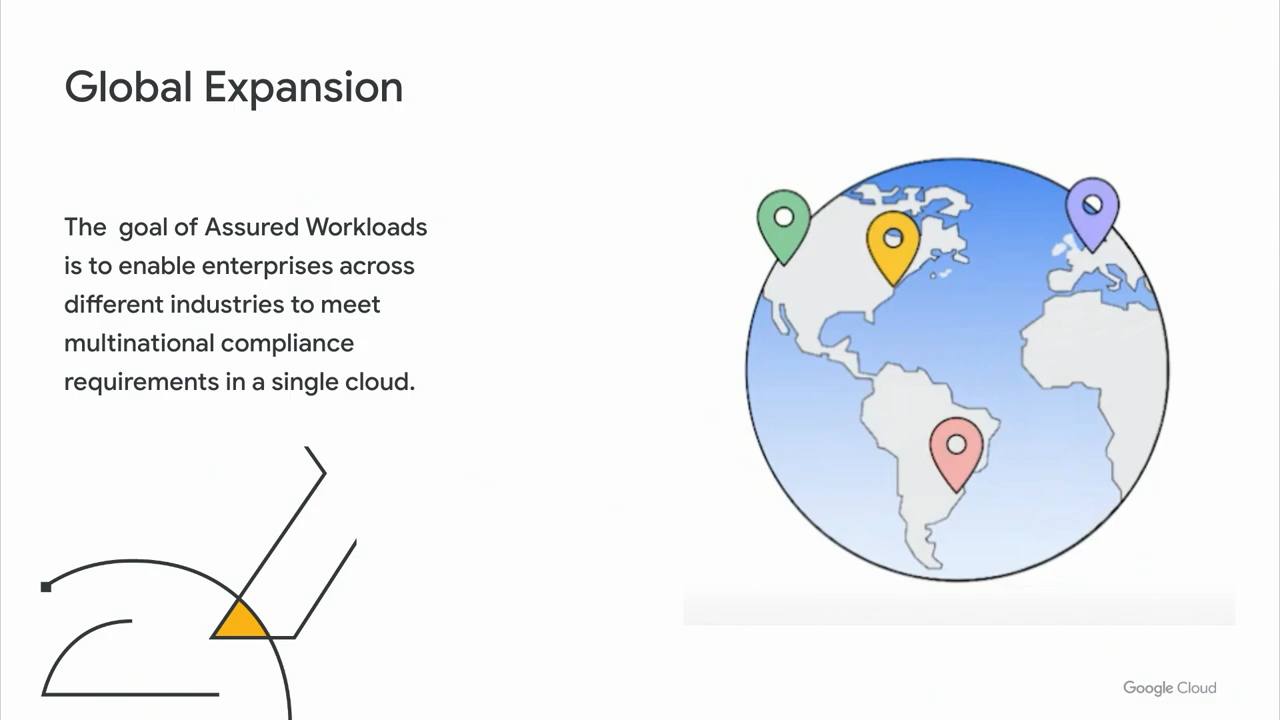 Global Expansion
The  goal of Assured Workloads
is to enable enterprises across
different industries to meet
multinational compliance
requirements in a single cloud.
Google Cloud